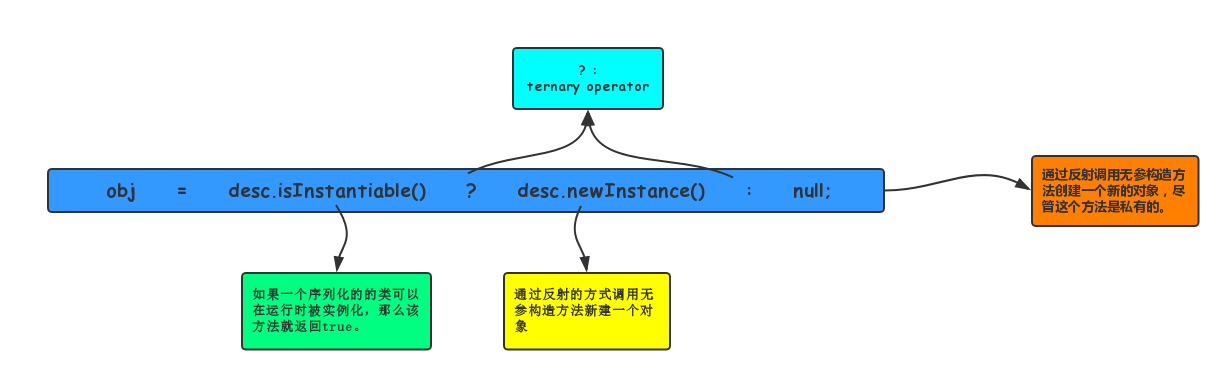 ? :
ternary operator
obj = desc.isInstantiable() ? desc.newInstance() : null;
通过反射调用无参构造方
法创建一个新的对象，尽
管这个方法是私有的。
如果一个序列化的的类可以
在运行时被实例化，那么该
方法就返回true。
通过反射的方式调用无
参构造方法新建一个对
象